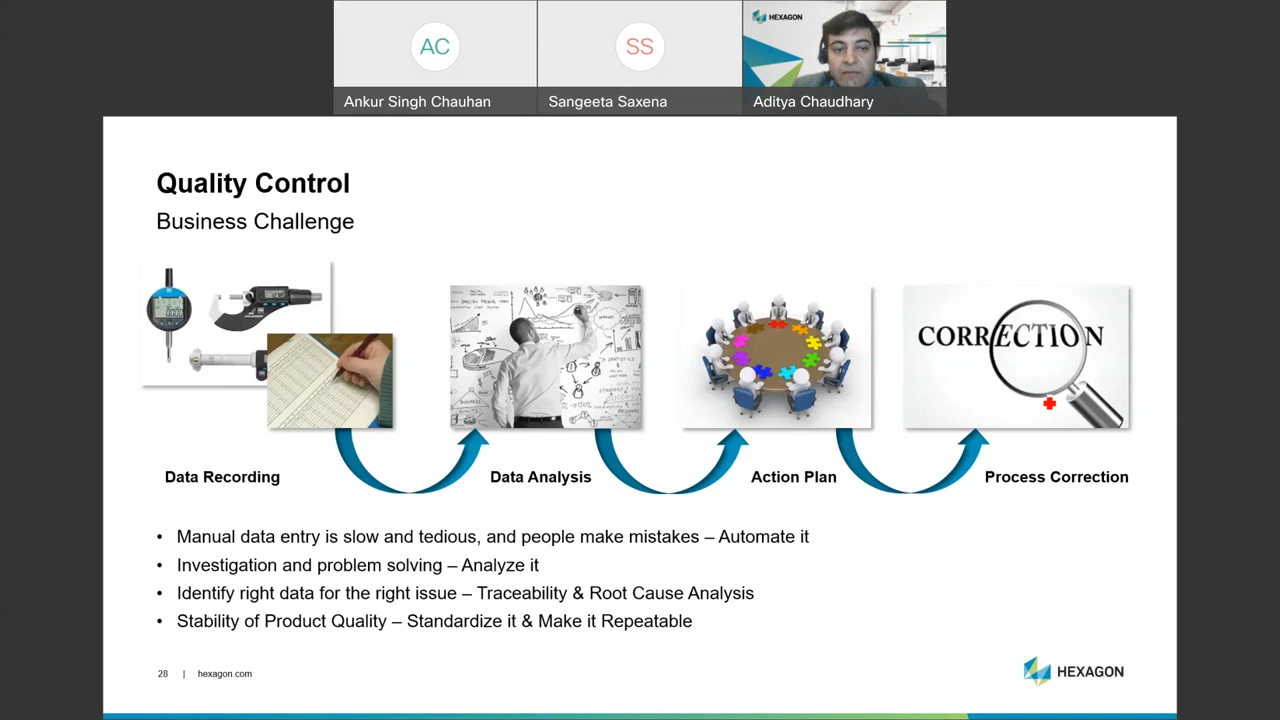 HEXAGON
AC
SS
Ankur Singh Chauhan
Sangeeta Saxena
Aditya Chaudhary
Quality Control
Business Challenge
CORRECTION
Data Recording
Data Analysis
Action Plan
Process Correction
• Manual data entry is slow and tedious, and people make mistakes – Automate it
• Investigation and problem solving – Analyze it
• Identify right data for the right issue – Traceability & Root Cause Analysis
• Stability of Product Quality – Standardize it & Make it Repeatable
28 | hexagon.com
HEXAGON